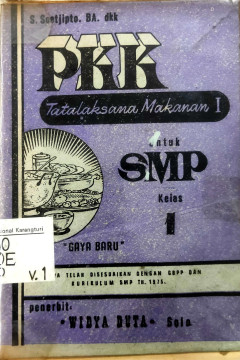 S. Soetjipto. BA. dkk
PKK
Tatalaksana Makanan I
untuk
SMP
Kelas
1
"GAYA BARU"
TELAH DISESUAIKAN DENGAN GBPP DAN
KURIKULUM SMP TH. 1975.
penerbit:
"WIDYA DUTA" Solo
Karangturi
v.1